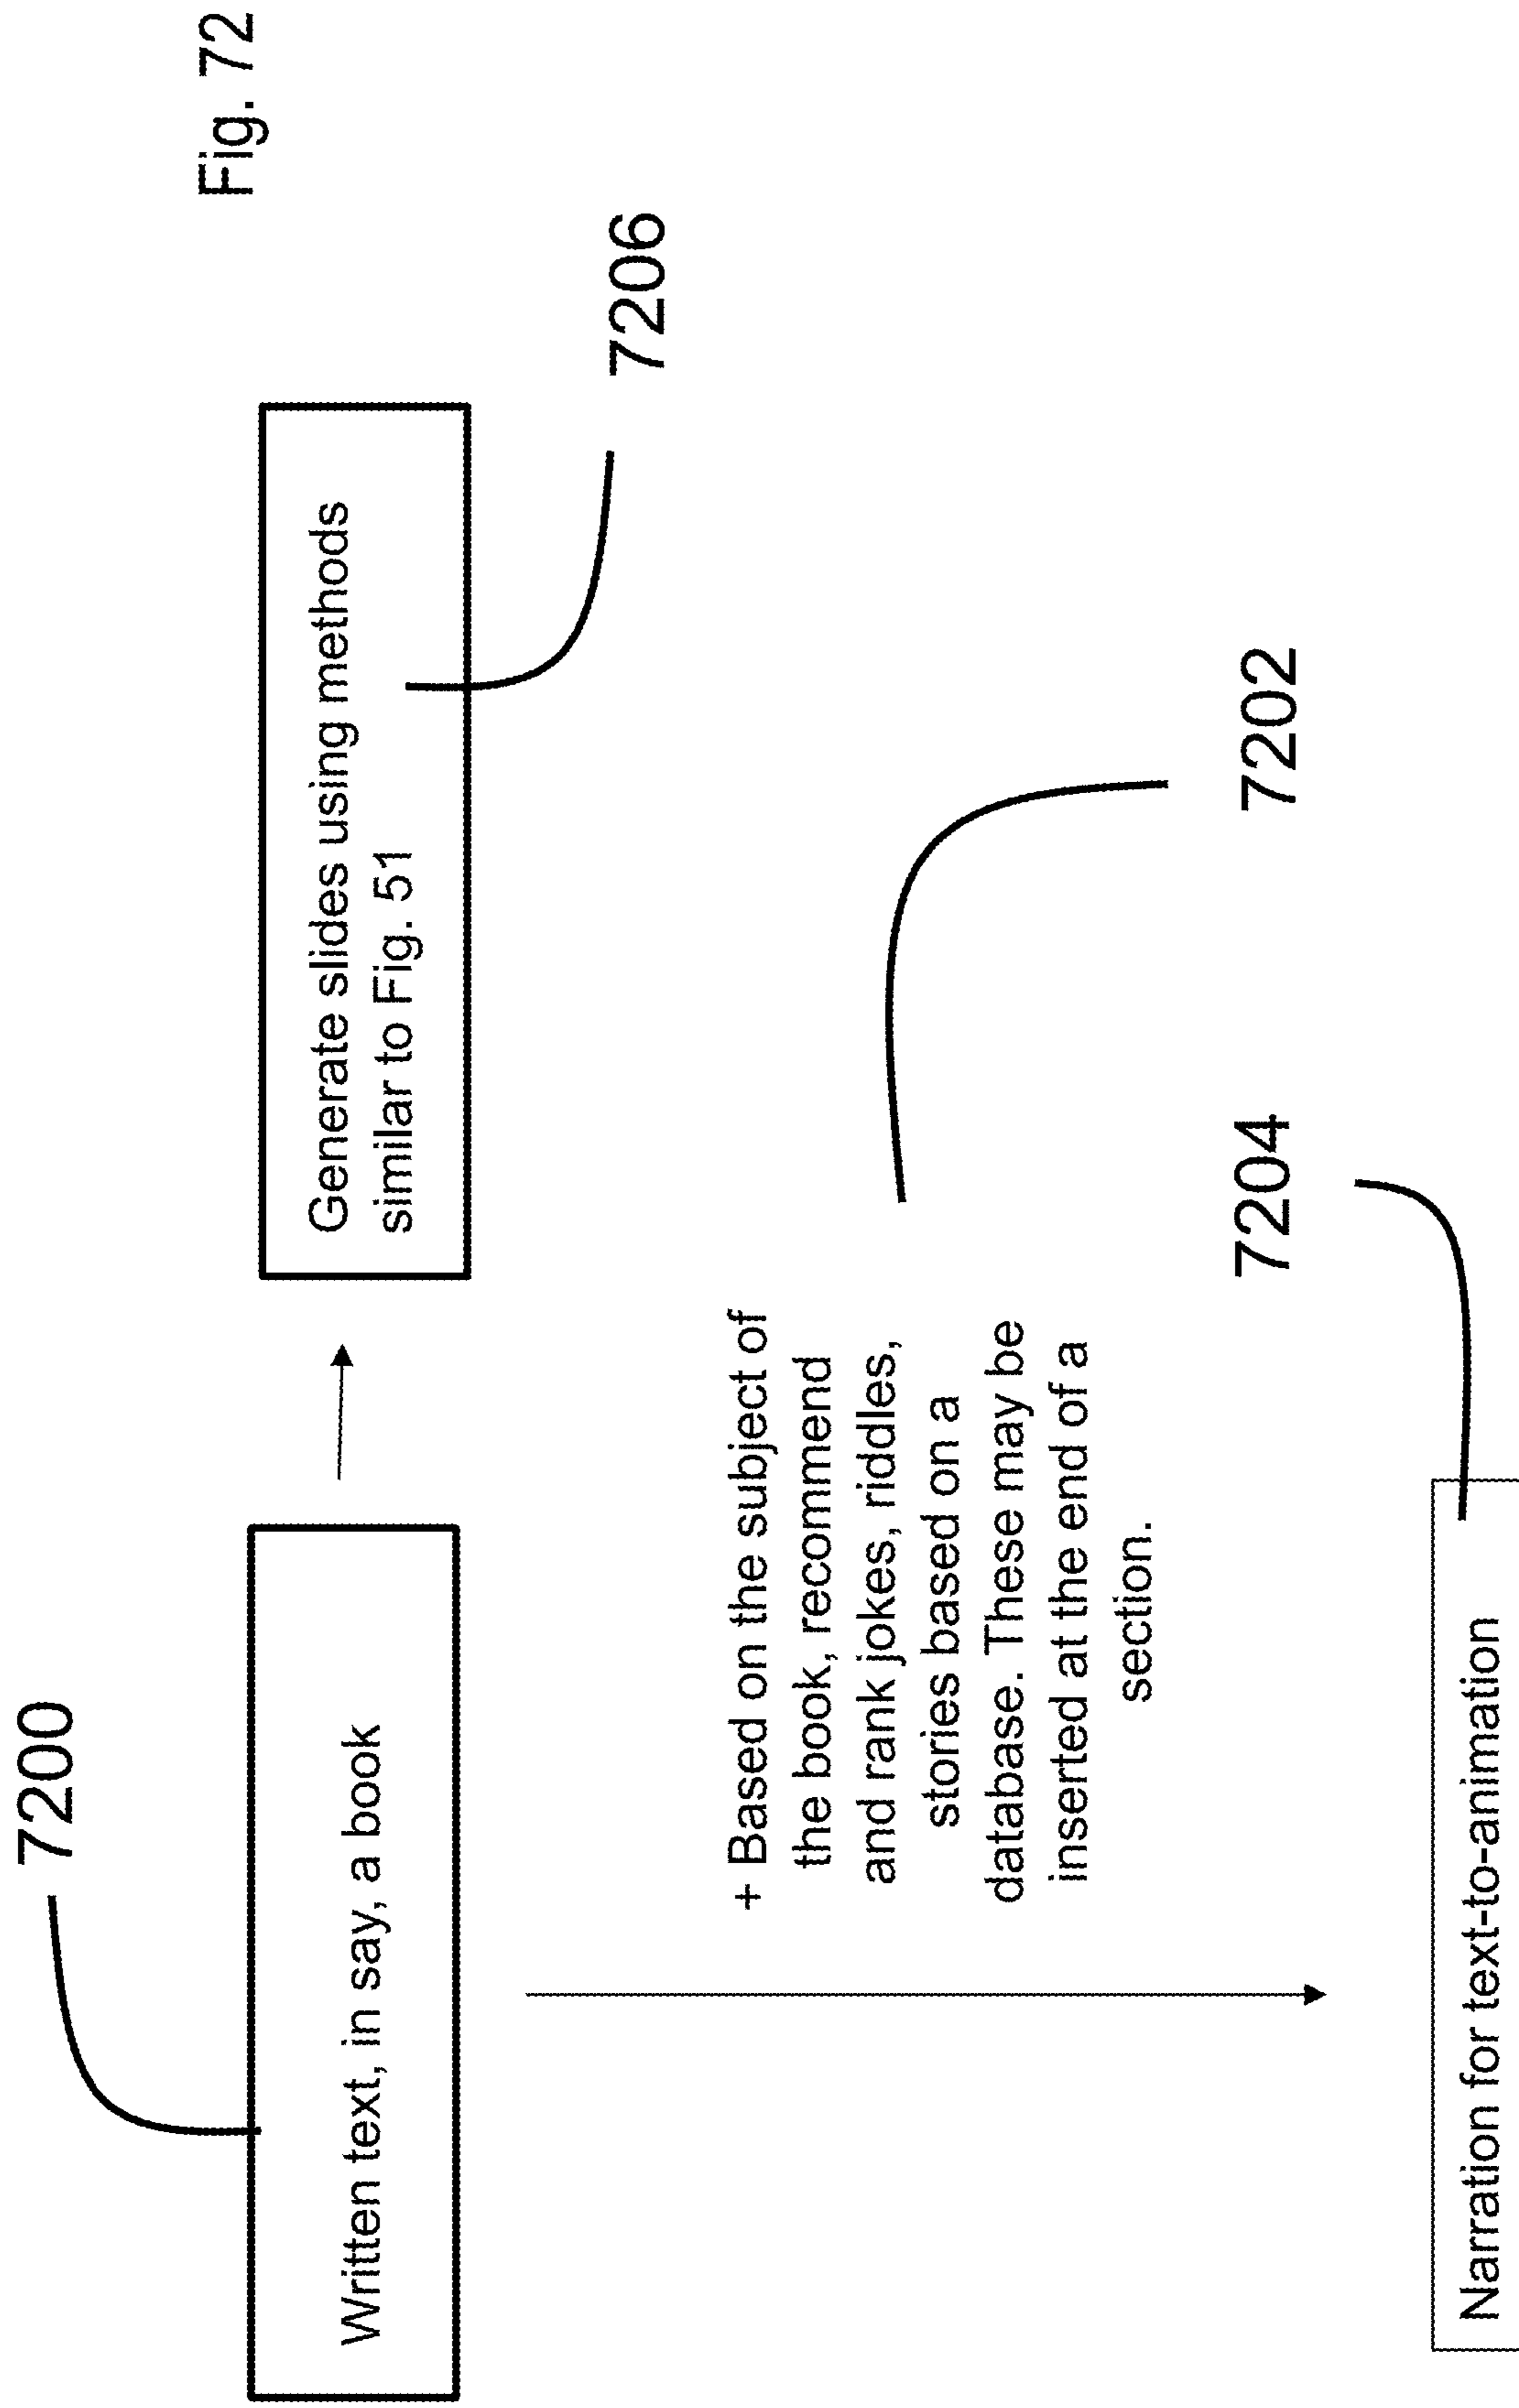 Fig. 72
7200
Written text, in say, a book
Generate slides using methods
similar to Fig. 51
7206
+ Based on the subject of
the book, recommend
and rank jokes, riddles,
stories based on a
database. These may be
inserted at the end of a
section.
7202
7204
Narration for text-to-animation